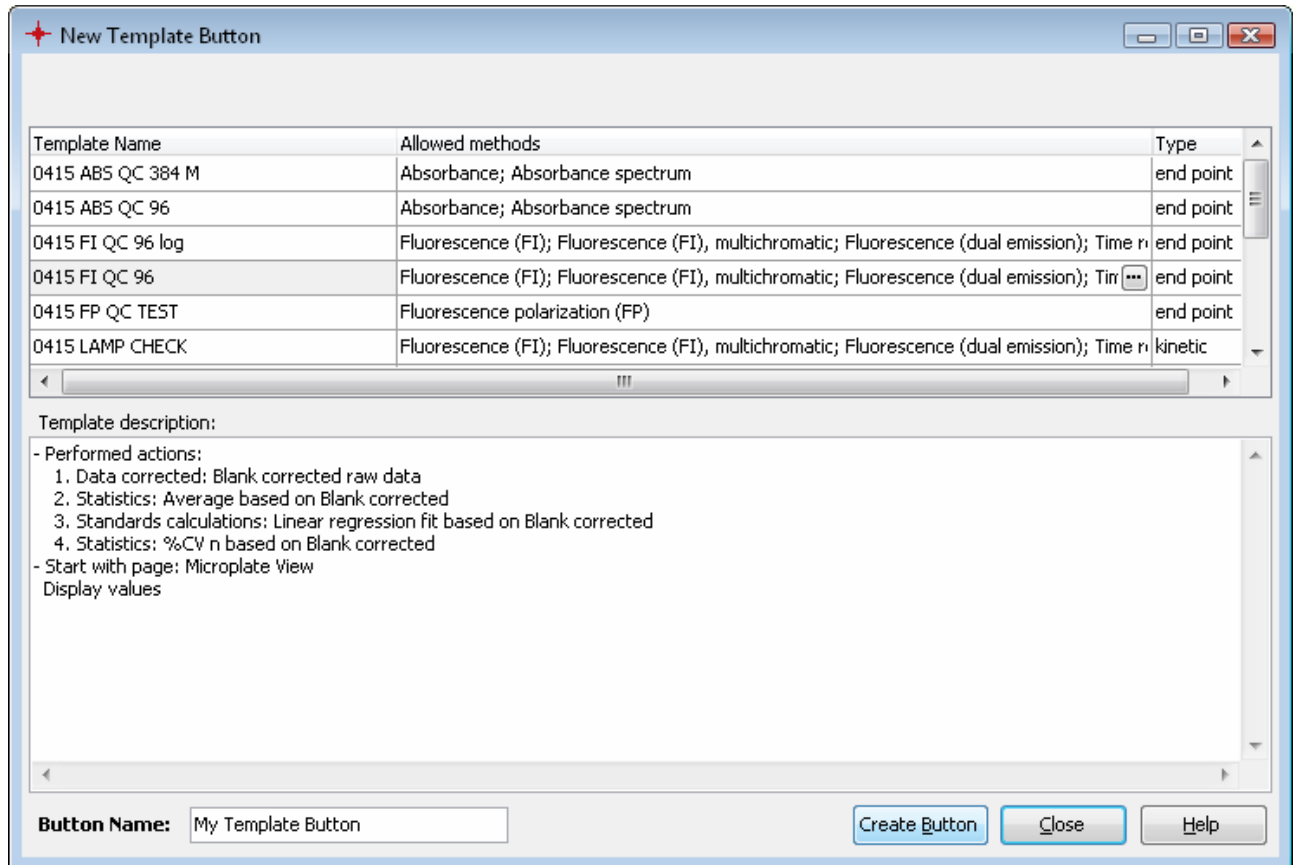 New Template Button
Template Name Allowed methods Type
0415 ABS QC 384 M Absorbance; Absorbance spectrum end point
0415 ABS QC 96 Absorbance; Absorbance spectrum end point
0415 FI QC 96 log Fluorescence (FI); Fluorescence (FI), multichromatic; Fluorescence (dual emission); Time end point
0415 FI QC 96 Fluorescence (FI); Fluorescence (FI), multichromatic; Fluorescence (dual emission); ... end point
0415 FP QC TEST Fluorescence polarization (FP) end point
0415 LAMP CHECK Fluorescence (FI); Fluorescence (FI), multichromatic; Fluorescence (dual emission); Time kinetic
Template description:
- Performed actions:
1. Data corrected: Blank corrected raw data
2. Statistics: Average based on Blank corrected
3. Standards calculations: Linear regression fit based on Blank corrected
4. Statistics: %CV n based on Blank corrected
- Start with page: Microplate View
Display values
Button Name: My Template Button Create Button Close Help